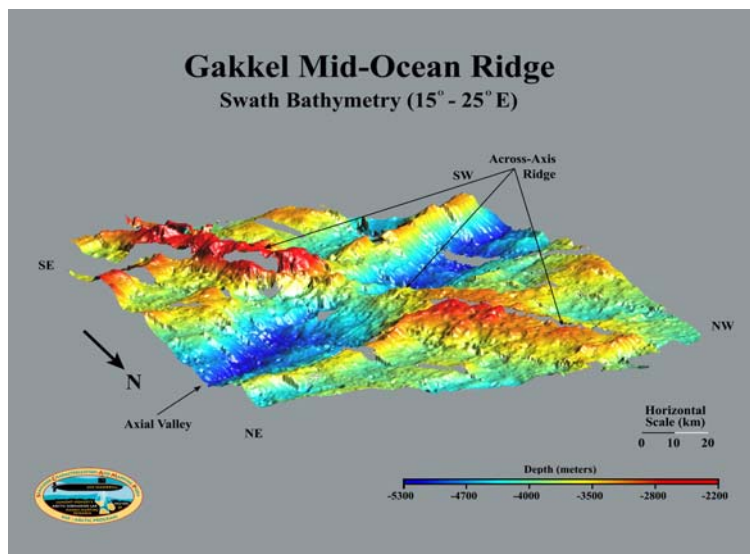 Gakkel Mid-Ocean Ridge
Swath Bathymetry (15° - 25° E)
Across-Axis
Ridge
SW
SE
NW
N
Axial Valley
NE
Horizontal
Scale (km)
0 10 20
Depth (meters)
-5300 -4700 -4000 -3500 -2800 -2200